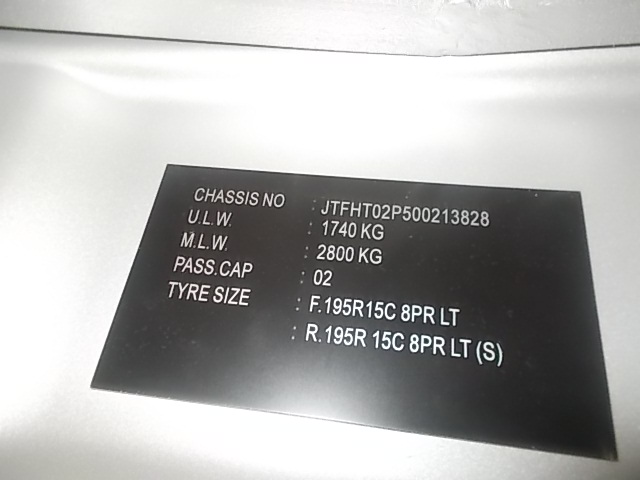 CHASSIS NO : JTFHT02P500213828
U.L.W. : 1740 KG
M.L.W. : 2800 KG
PASS.CAP : 02
TYRE SIZE : F.195R15C 8PR LT
: R.195R 15C 8PR LT (S)